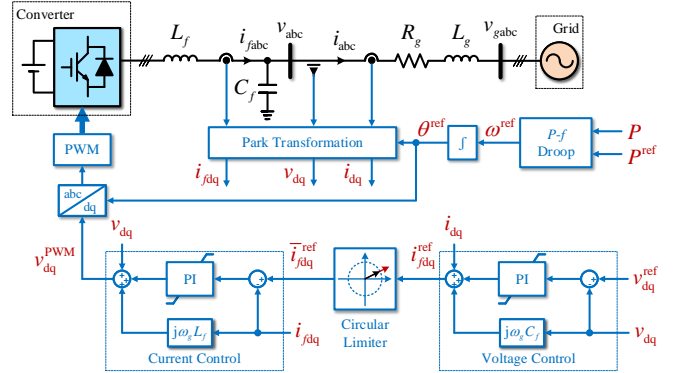 Converter
L_f
i_fabc
v_abc
i_abc
R_g
L_g
v_gabc
Grid
C_f
PWM
Park Transformation
θ^ref
∫
ω^ref
P-f
Droop
P
P^ref
i_fdq
v_dq
i_dq
abc
dq
v_dq
v_dq^PWM
PI
i̅_fdq^ref
i_fdq^ref
i_dq
PI
v_dq^ref
jω_g L_f
i_fdq
Circular
Limiter
jω_g C_f
v_dq
Current Control
Voltage Control